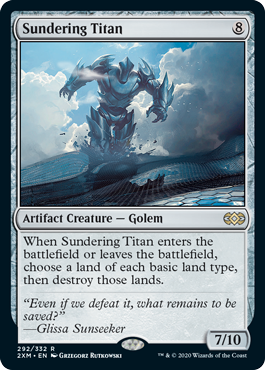 Sundering Titan 8
Artifact Creature — Golem
When Sundering Titan enters the
battlefield or leaves the battlefield,
choose a land of each basic land type,
then destroy those lands.
“Even if we defeat it, what remains to be
saved?”
—Glissa Sunseeker
7/10
292/332 R
2XM • EN GRZEGORZ RUTKOWSKI ™ & © 2020 Wizards of the Coast